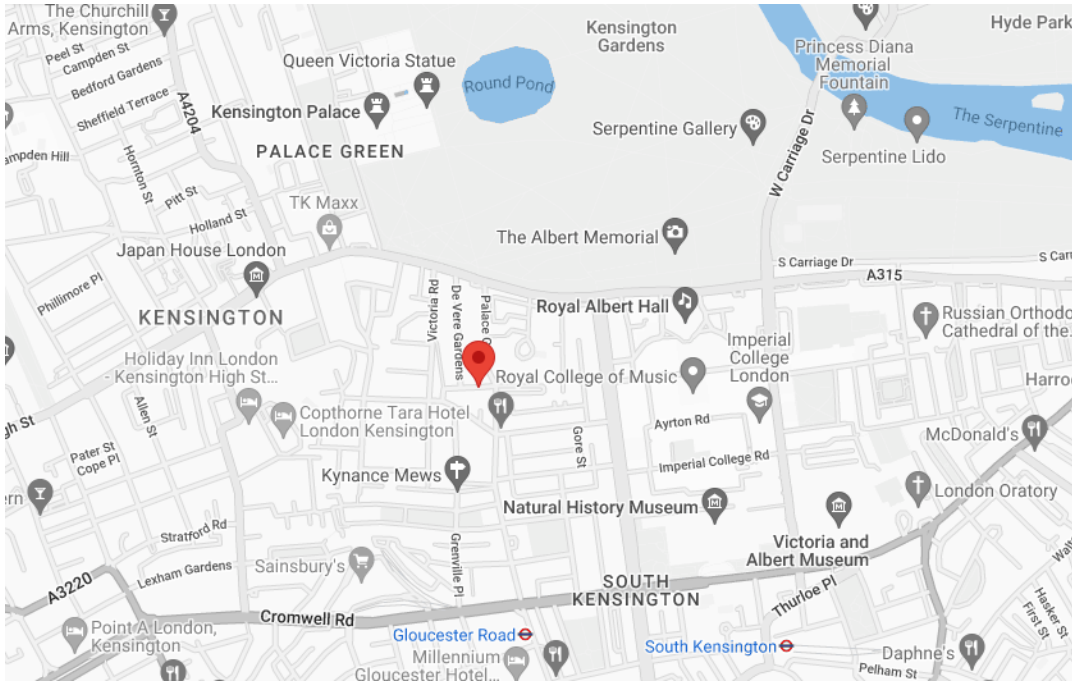 The Churchill
Arms, Kensington
Peel St
Campden St
Bedford Gardens
Sheffield Terrace
A4204
Kensington
Gardens
Hyde Park
Queen Victoria Statue
Round Pond
Princess Diana
Memorial
Fountain
Kensington Palace
Serpentine Gallery
The Serpentine
PALACE GREEN
Serpentine Lido
ampden Hill
Hornton St
Pitt St
Holland St
W Carriage Dr
TK Maxx
Japan House London
The Albert Memorial
S Carriage Dr
S Carr
A315
Phillimore Pl
KENSINGTON
Victoria Rd
De Vere Gardens
Palace G
Royal Albert Hall
Imperial
College
London
Russian Orthodo
Cathedral of the...
Holiday Inn London
- Kensington High St...
Royal College of Music
Harro
Allen St
gh St
Copthorne Tara Hotel
London Kensington
Ayrton Rd
Gore St
McDonald's
Pater St
Cope Pl
Kynance Mews
Imperial College Rd
London Oratory
ern
Natural History Museum
Stratford Rd
Victoria and
Albert Museum
Grenville Pl
Sainsbury's
Lexham Gardens
A3220
SOUTH
KENSINGTON
Thurloe Pl
Cromwell Rd
Walt
Hasker St
First St
Point A London,
Kensington
Gloucester Road
South Kensington
Millennium
Gloucester Hotel...
Daphne's
Pelham St